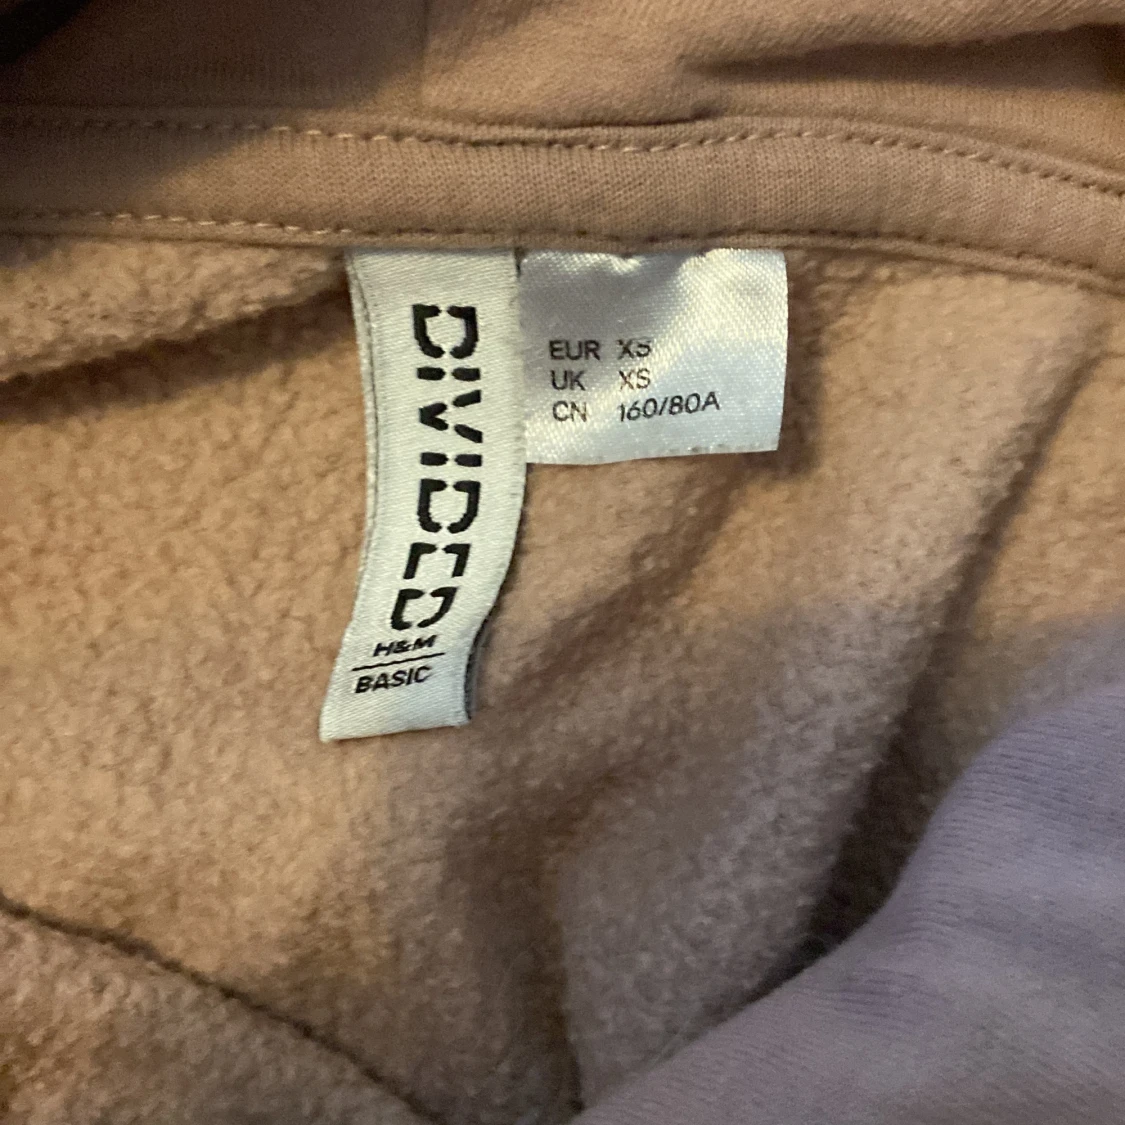 DIVIDED
H&M
BASIC
EUR XS
UK XS
CN 160/80A